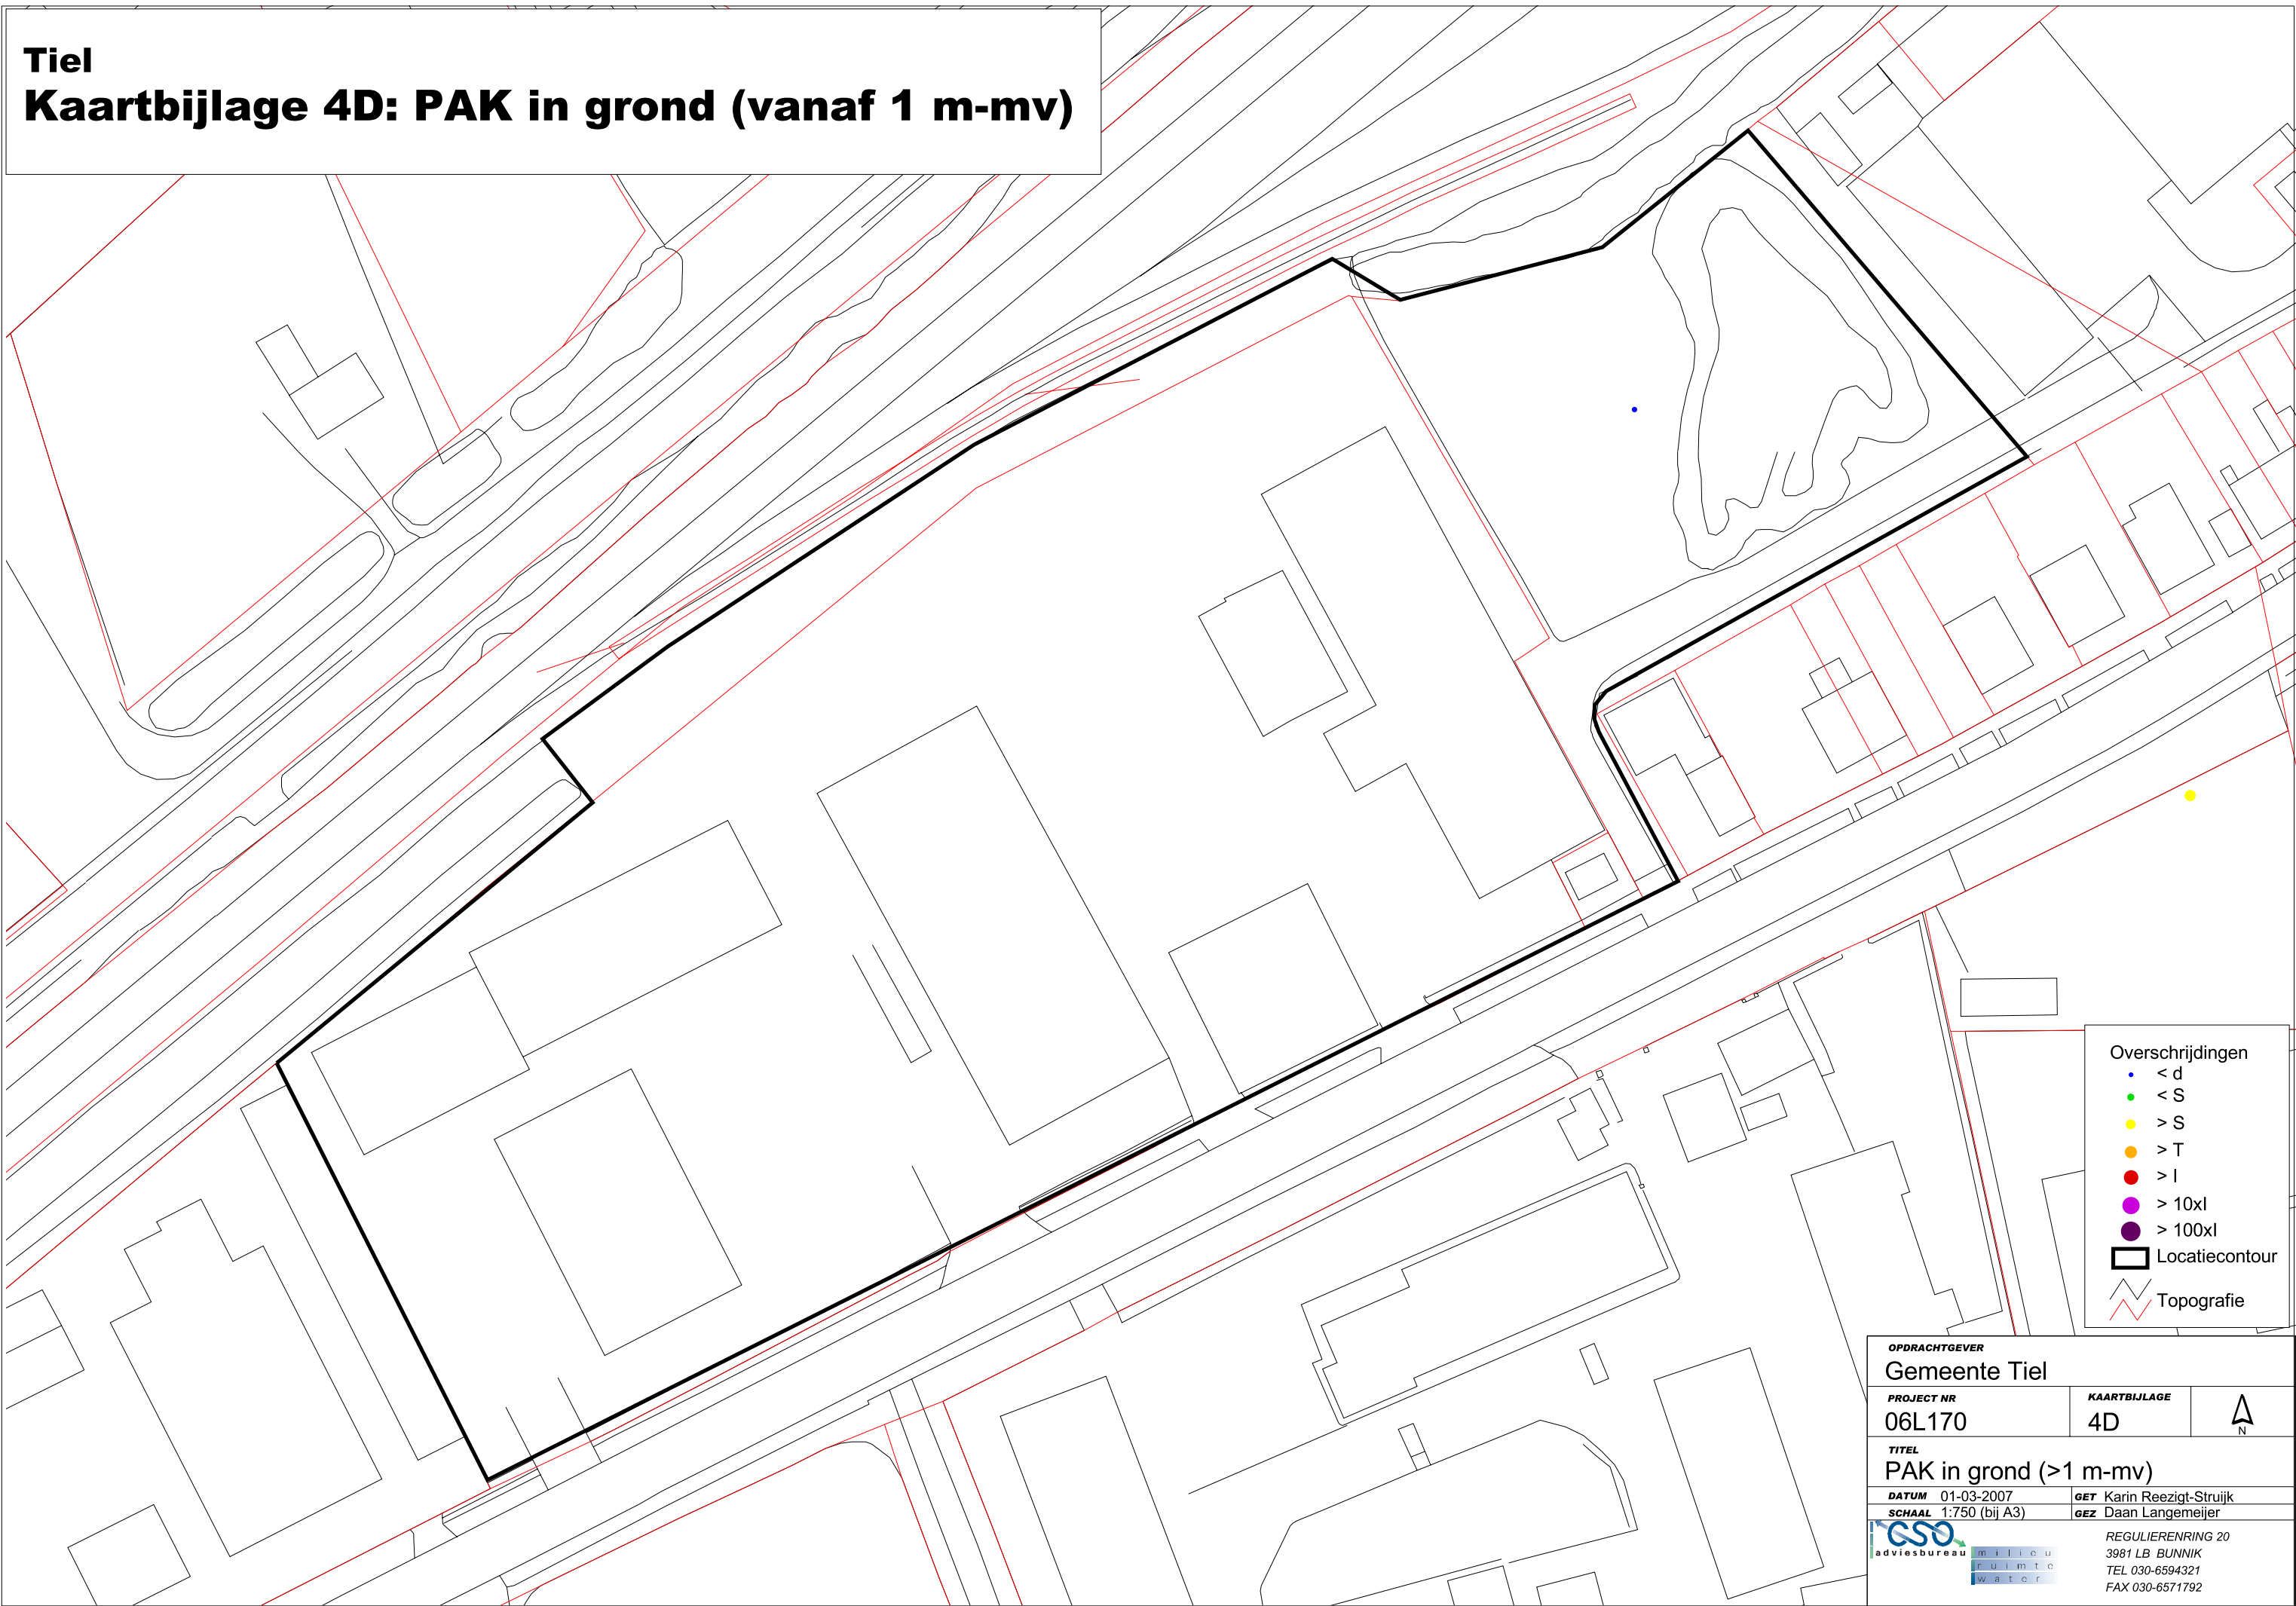 Tiel
Kaartbijlage 4D: PAK in grond (vanaf 1 m-mv)
Overschrijdingen
< d
< S
> S
> T
> I
> 10xI
> 100xI
Locatiecontour
Topografie
OPDRACHTGEVER
Gemeente Tiel
PROJECT NR
06L170
KAARTBIJLAGE
4D
N
TITEL
PAK in grond (>1 m-mv)
DATUM 01-03-2007
GET Karin Reezigt-Struijk
SCHAAL 1:750 (bij A3)
GEZ Daan Langemeijer
CSO
adviesbureau
milieu
ruimte
water
REGULIERENRING 20
3981 LB BUNNIK
TEL 030-6594321
FAX 030-6571792